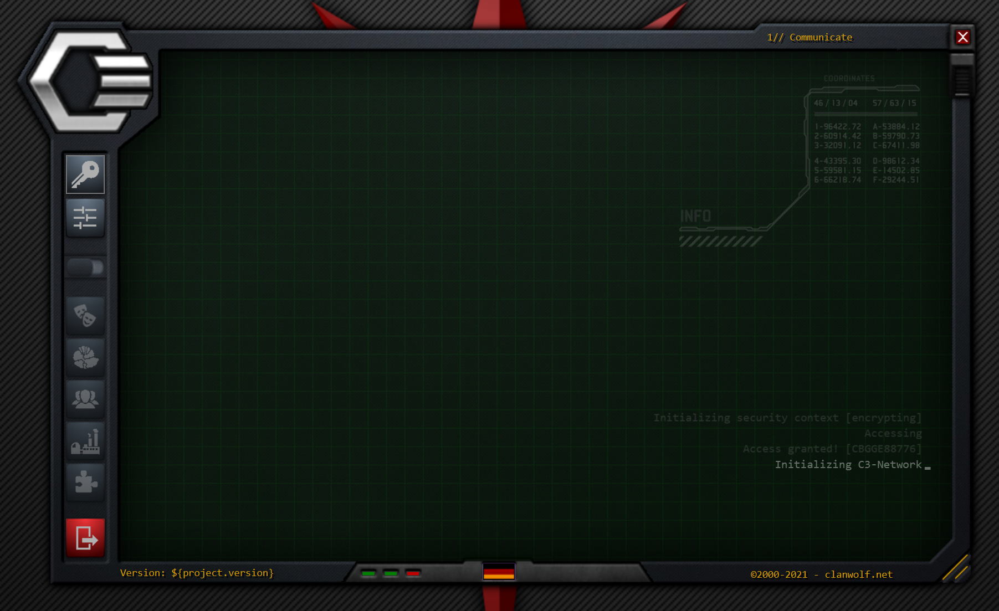 1// Communicate
COORDINATES
46 / 13 / 04 57 / 63 / 15
1-96422.72 A-53884.12
2-60914.42 B-59790.73
3-32091.12 C-67411.98
4-43395.30 D-98612.34
5-59581.15 E-14502.85
6-66218.74 F-29244.51
INFO
Initializing security context [encrypting]
Accessing
Access granted! [CBGGE88776]
Initializing C3-Network
Version: ${project.version}
©2000-2021 - clanwolf.net